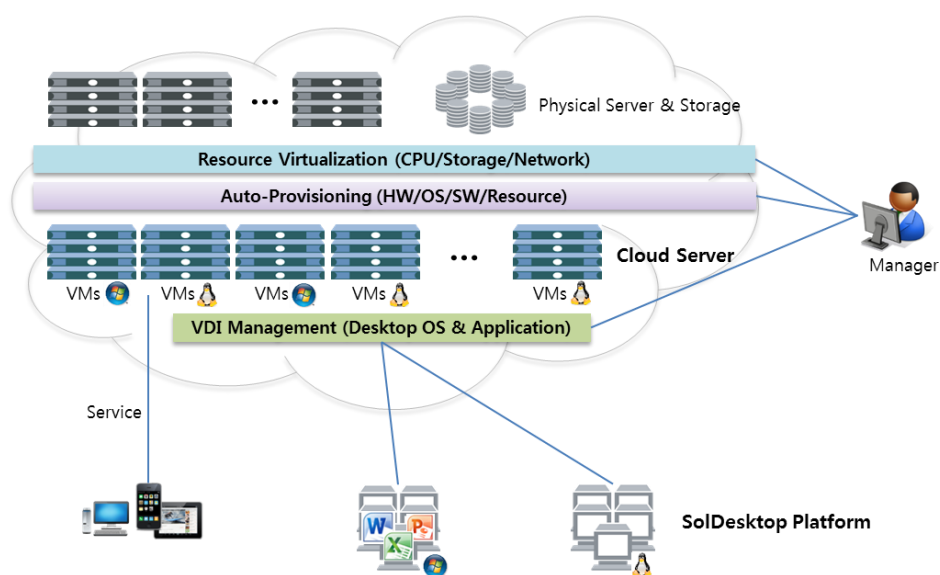 Physical Server & Storage
Resource Virtualization (CPU/Storage/Network)
Auto-Provisioning (HW/OS/SW/Resource)
Cloud Server
Manager
VMs
VMs
VMs
VMs
VMs
VDI Management (Desktop OS & Application)
Service
W
P
X
SolDesktop Platform